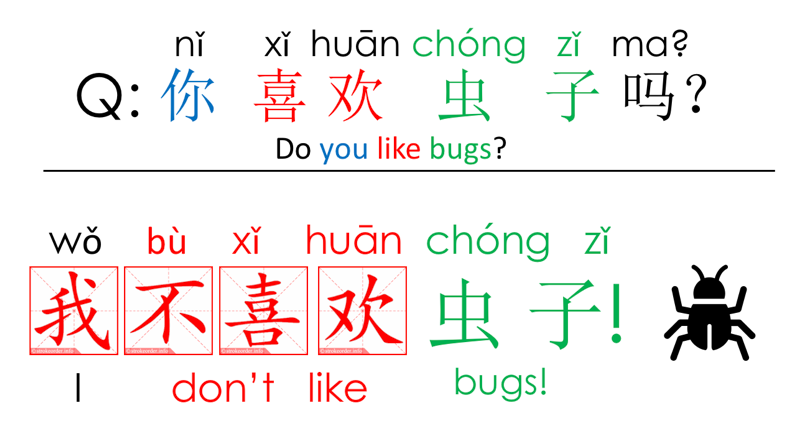 nǐ xǐ huān chóng zǐ ma?
Q: 你 喜 欢 虫 子 吗?
Do you like bugs?
wǒ bù xǐ huān chóng zǐ
我 不 喜 欢 虫 子!
I don't like bugs!